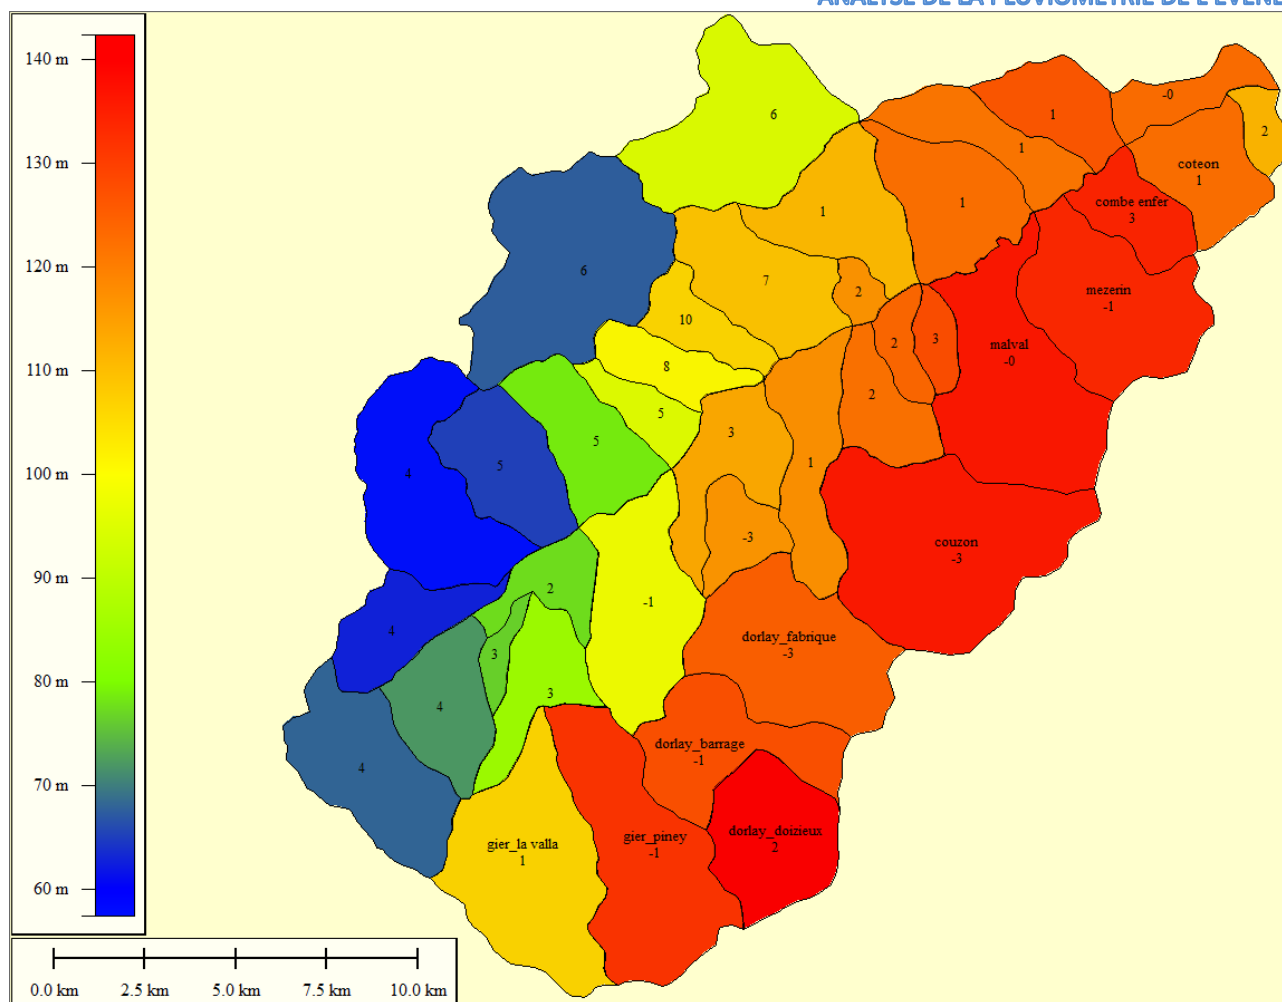 ANALYSE DE LA PLUVIOMETRIE DE L'EVENE
140 m
130 m
120 m
110 m
100 m
90 m
80 m
70 m
60 m
0.0 km 2.5 km 5.0 km 7.5 km 10.0 km
6
1
-0
1
2
coteon
1
combe enfer
3
1
1
6
7
2
mezerin
-1
10
2
3
malval
-0
8
2
5
3
5
1
4
5
-3
couzon
-3
2
-1
4
dorlay_fabrique
-3
3
3
4
dorlay_barrage
-1
4
gier_la valla
1
gier_piney
-1
dorlay_doizieux
2